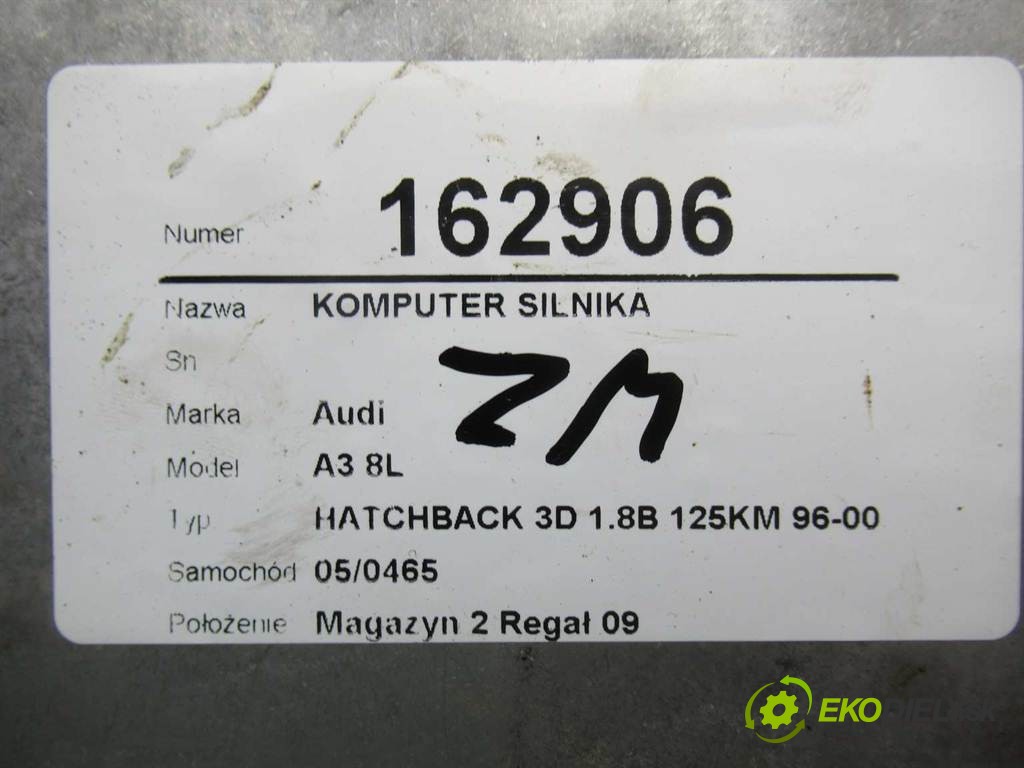 Numer 162906
Nazwa KOMPUTER SILNIKA
Sn
ZM
Marka Audi
Model A3 8L
Typ HATCHBACK 3D 1.8B 125KM 96-00
Samochód 05/0465
Położenie Magazyn 2 Regał 09